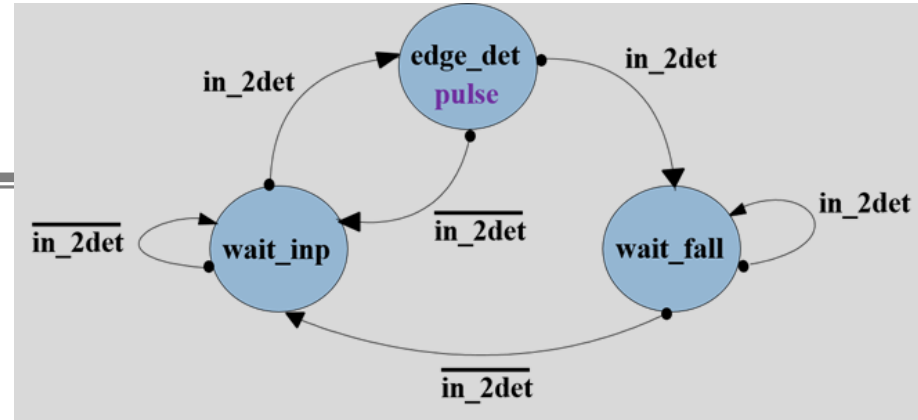 edge_det
pulse
in_2det
in_2det
in_2det
in_2det
in_2det
wait_inp
wait_fall
in_2det